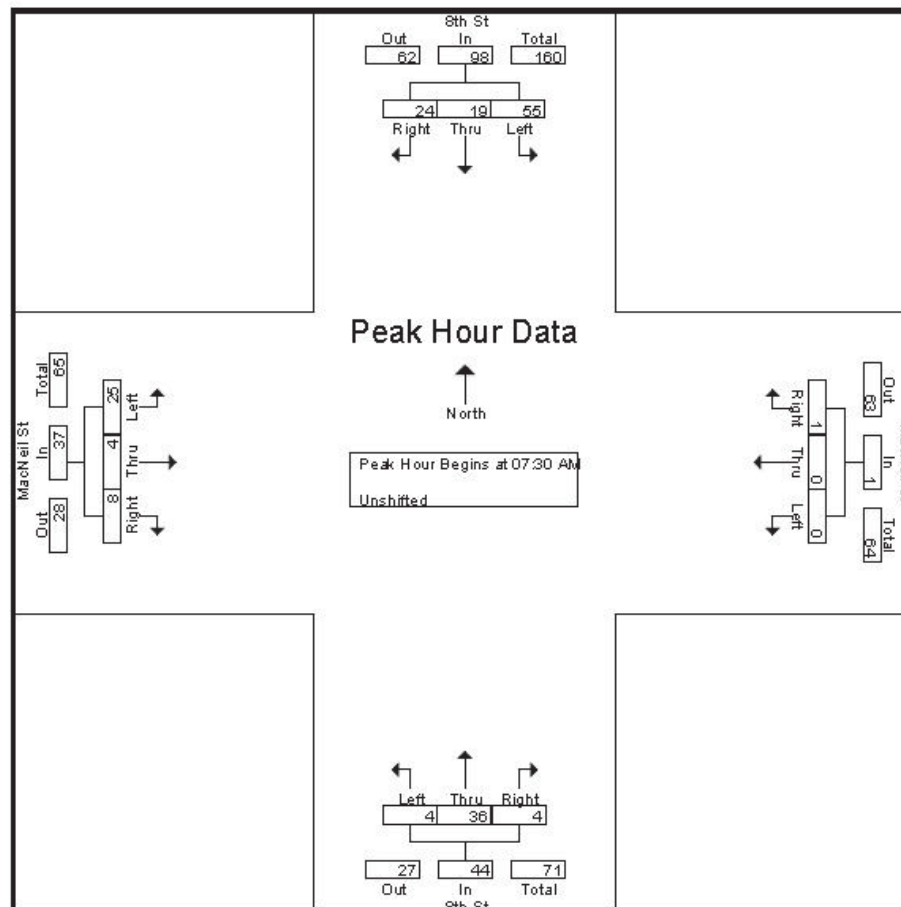 8th St
Out In Total
62 98 160
24 19 55
Right Thru Left
Peak Hour Data
North
Peak Hour Begins at 07:30 AM
Unshifted
MacNeil St
Out In Total
28 37 65
25 4 8
Left Thru Right
Right Thru Left
1 0 0
Out In Total
63 1 64
Left Thru Right
4 36 4
27 44 71
Out In Total
8th St